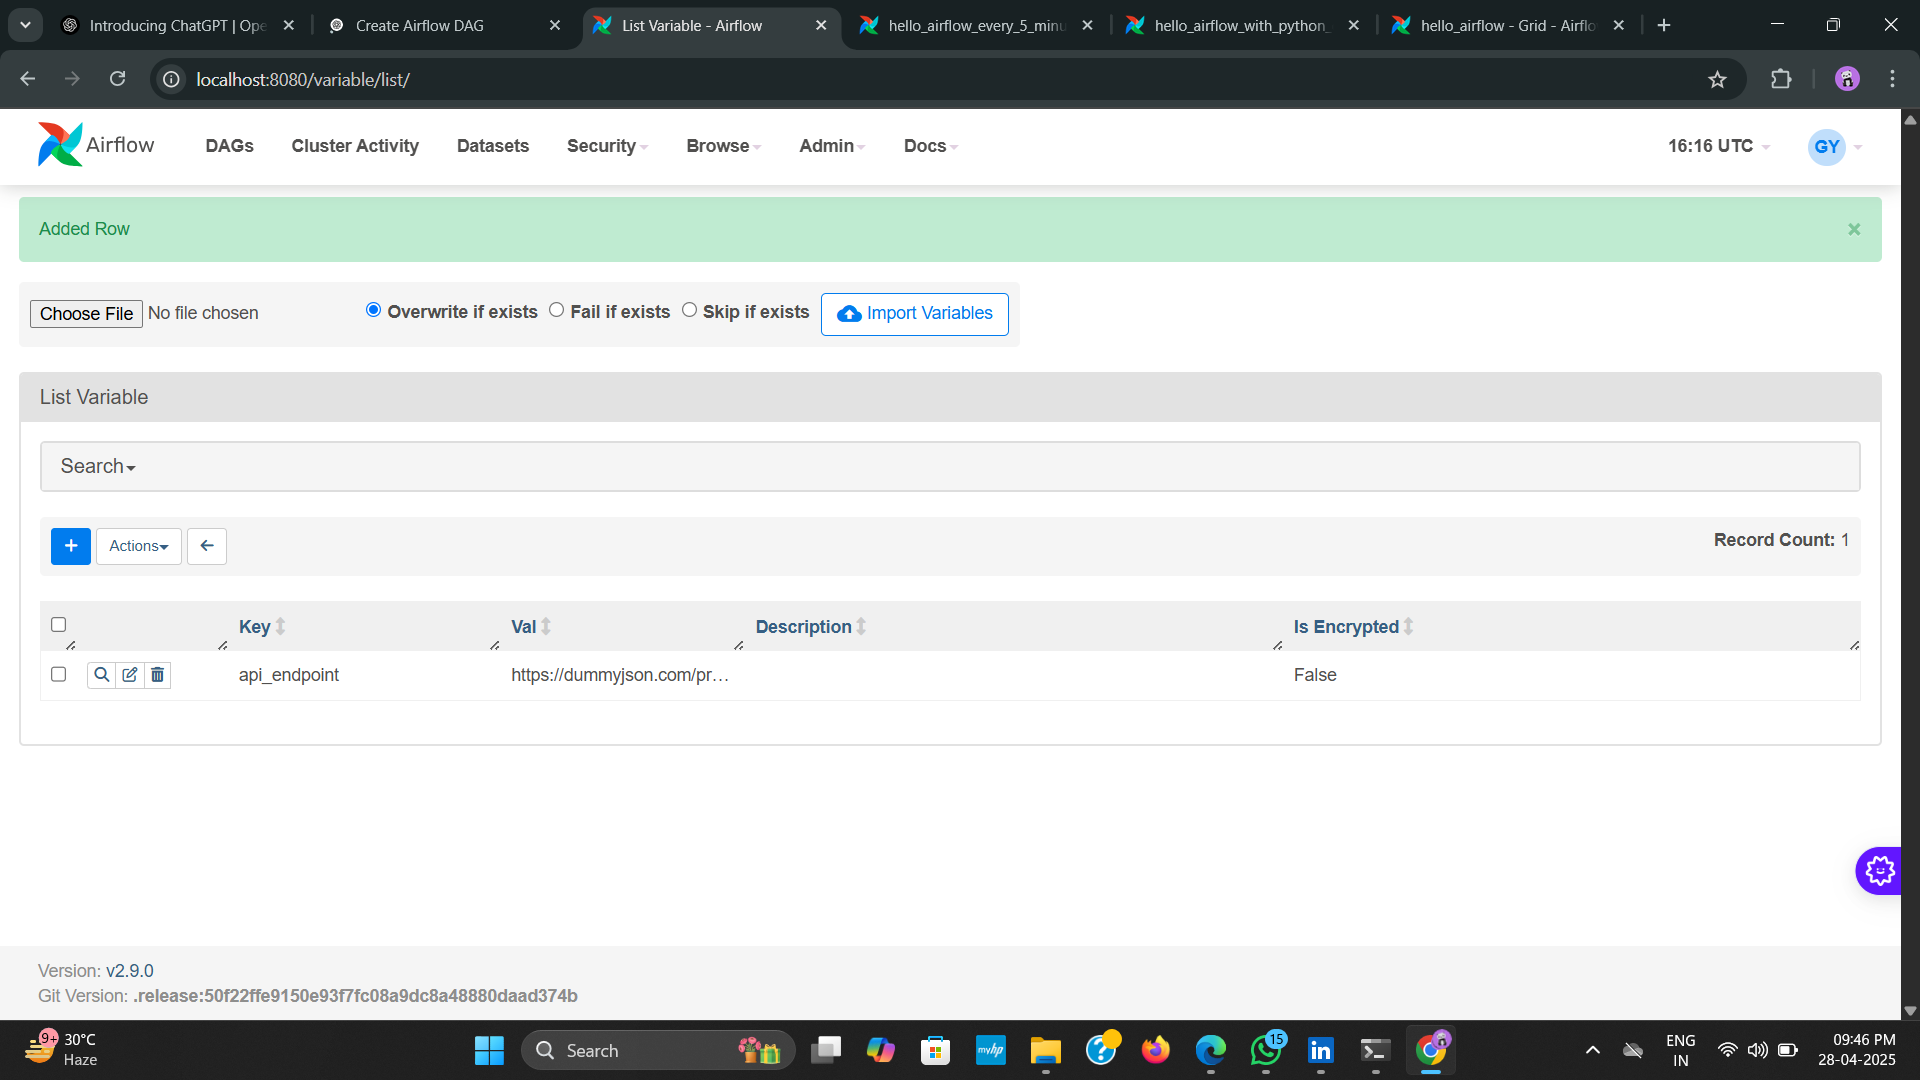 Introducing ChatGPT | Ope
Create Airflow DAG
List Variable - Airflow
hello_airflow_every_5_minu
hello_airflow_with_python_
hello_airflow - Grid - Airflo
localhost:8080/variable/list/
Airflow
DAGs
Cluster Activity
Datasets
Security
Browse
Admin
Docs
16:16 UTC
GY
Added Row
×
Choose File No file chosen
Overwrite if exists
Fail if exists
Skip if exists
Import Variables
List Variable
Search
+
Actions
Record Count: 1
Key
Val
Description
Is Encrypted
api_endpoint
https://dummyjson.com/pr...
False
Version: v2.9.0
Git Version: .release:50f22ffe9150e93f7fc08a9dc8a48880daad374b
9+
30°C
Haze
Search
myhp
15
in
ENG
IN
09:46 PM
28-04-2025